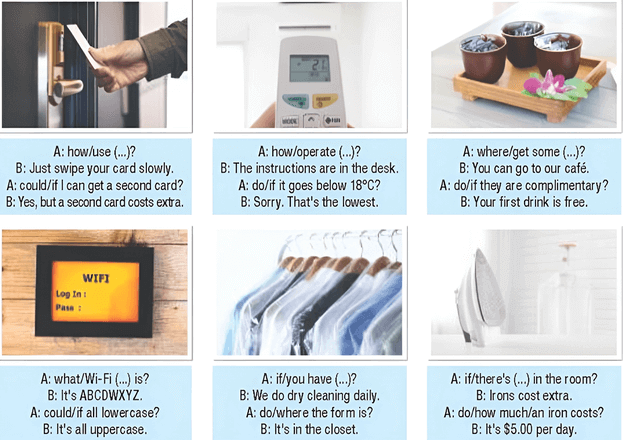 21
MODE
FAN
A: how/use (...)?
B: Just swipe your card slowly.
A: could/if I can get a second card?
B: Yes, but a second card costs extra.
A: how/operate (...)?
B: The instructions are in the desk.
A: do/if it goes below 18°C?
B: Sorry. That's the lowest.
A: where/get some (...)?
B: You can go to our café.
A: do/if they are complimentary?
B: Your first drink is free.
WIFI
Log In :
Pass :
A: what/Wi-Fi (...) is?
B: It's ABCDWXYZ.
A: could/if all lowercase?
B: It's all uppercase.
A: if/you have (...)?
B: We do dry cleaning daily.
A: do/where the form is?
B: It's in the closet.
A: if/there's (...) in the room?
B: Irons cost extra.
A: do/how much/an iron costs?
B: It's $5.00 per day.